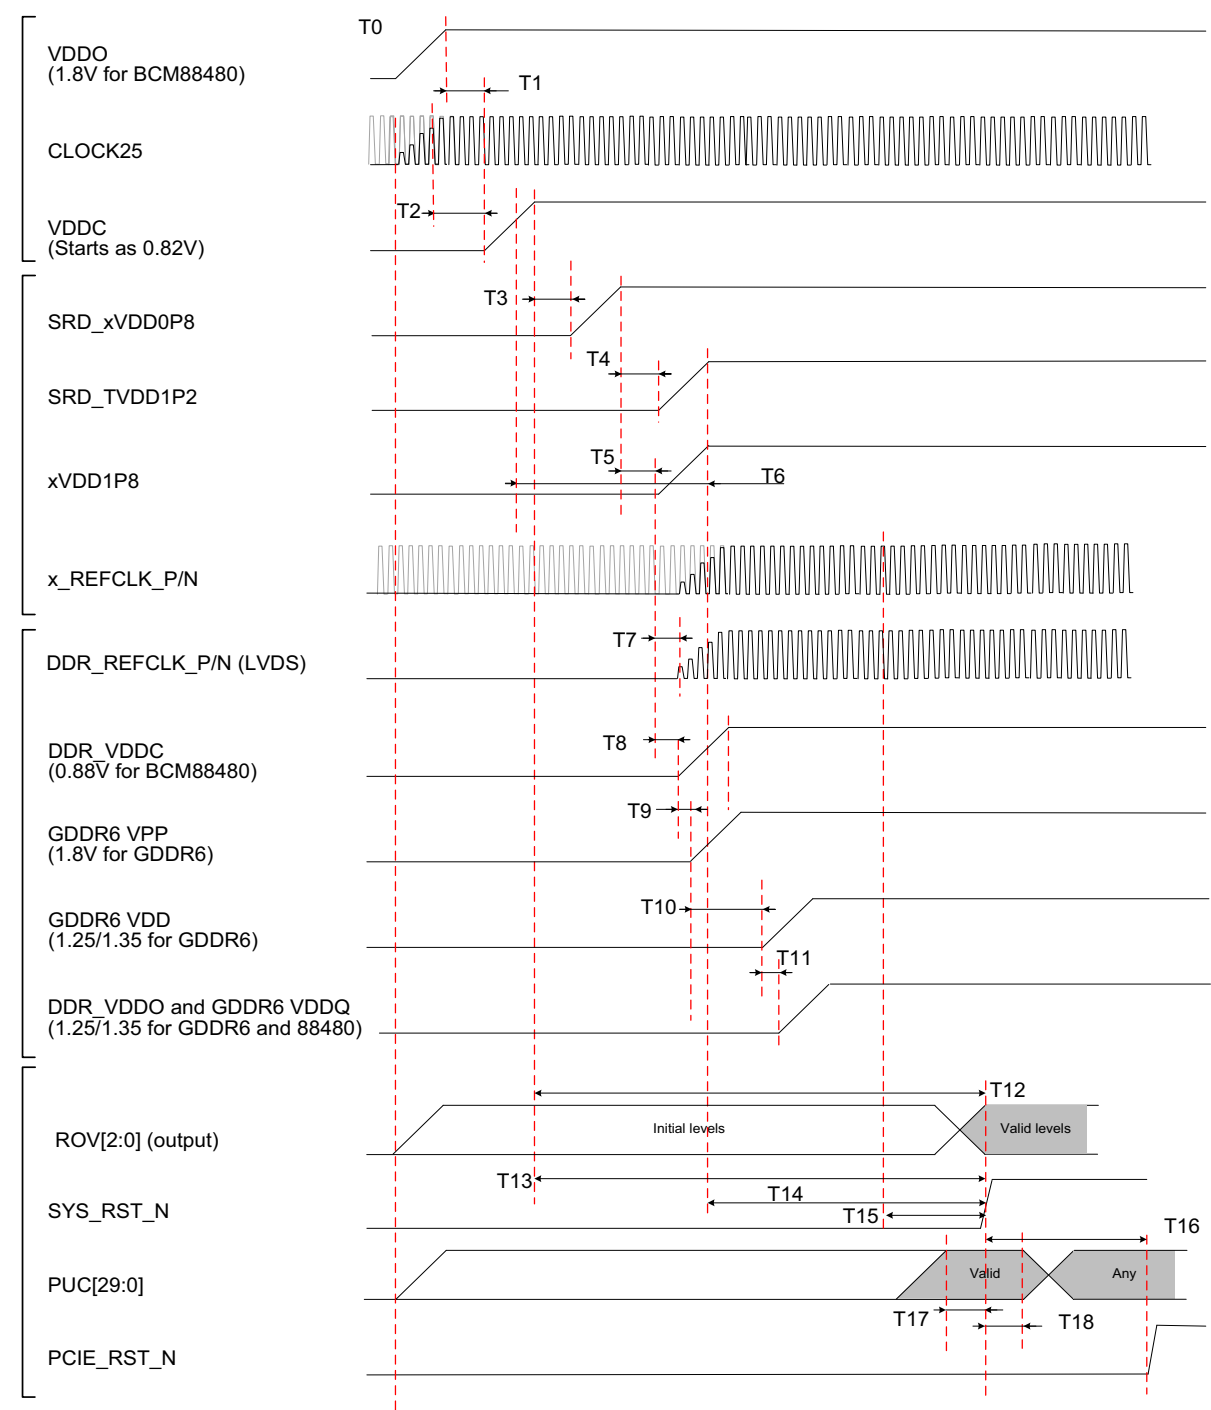 T0
VDDO
(1.8V for BCM88480)
T1
CLOCK25
T2
VDDC
(Starts as 0.82V)
T3
SRD_xVDD0P8
T4
SRD_TVDD1P2
T5
T6
xVDD1P8
x_REFCLK_P/N
T7
DDR_REFCLK_P/N (LVDS)
T8
DDR_VDDC
(0.88V for BCM88480)
T9
GDDR6 VPP
(1.8V for GDDR6)
T10
GDDR6 VDD
(1.25/1.35 for GDDR6)
T11
DDR_VDDO and GDDR6 VDDQ
(1.25/1.35 for GDDR6 and 88480)
T12
ROV[2:0] (output)
Initial levels
Valid levels
T13
T14
SYS_RST_N
T15
T16
PUC[29:0]
Valid
Any
T17
T18
PCIE_RST_N